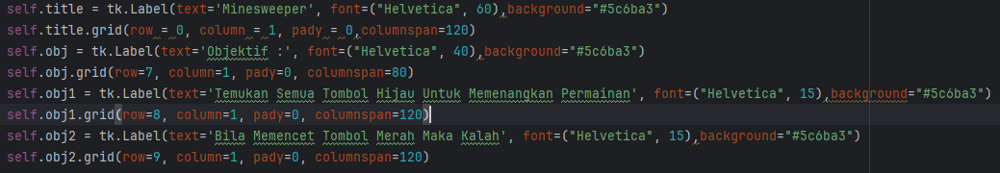 self.title = tk.Label(text='Minesweeper', font=("Helvetica", 60),background="#5c6ba3")
self.title.grid(row = 0, column = 1, pady = 0,columnspan=120)
self.obj = tk.Label(text='Objektif :', font=("Helvetica", 40),background="#5c6ba3")
self.obj.grid(row=7, column=1, pady=0, columnspan=80)
self.obj1 = tk.Label(text='Temukan Semua Tombol Hijau Untuk Memenangkan Permainan', font=("Helvetica", 15),background="#5c6ba3")
self.obj1.grid(row=8, column=1, pady=0, columnspan=120)
self.obj2 = tk.Label(text='Bila Memencet Tombol Merah Maka Kalah', font=("Helvetica", 15),background="#5c6ba3")
self.obj2.grid(row=9, column=1, pady=0, columnspan=120)